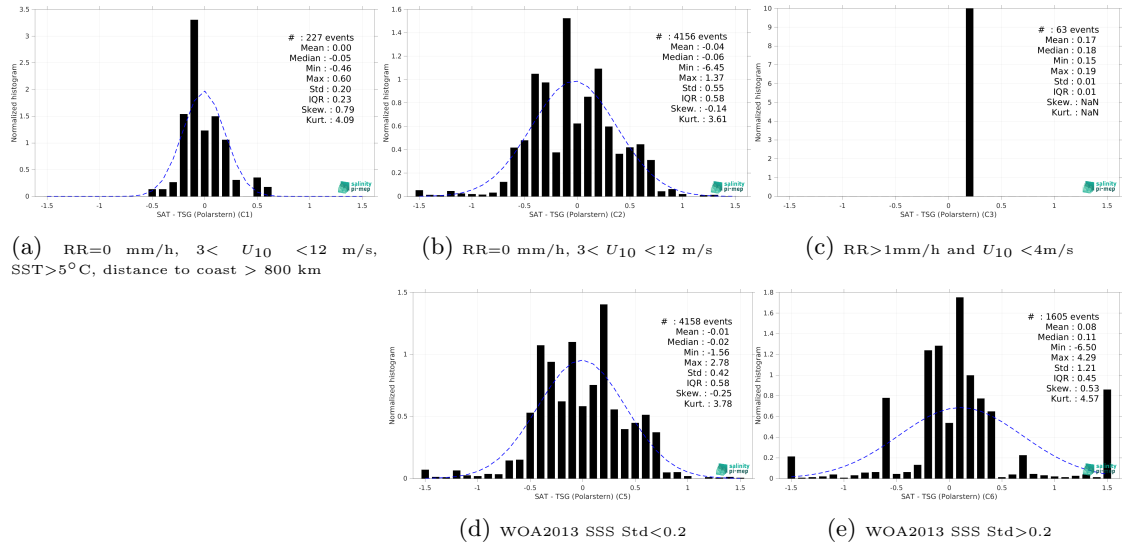 3.5
3
2.5
2
1.5
1
0.5
0
Normalized histogram
# : 227 events
Mean : 0.00
Median : -0.05
Min : -0.46
Max : 0.60
Std : 0.20
IQR : 0.23
Skew. : 0.79
Kurt. : 4.09
salinity
pi-mep
-1.5 -1 -0.5 0 0.5 1 1.5
SAT - TSG (Polarstern) (C1)
(a) RR=0 mm/h, 3< U10 <12 m/s,
SST>5°C, distance to coast > 800 km
1.6
1.4
1.2
1
0.8
0.6
0.4
0.2
0
Normalized histogram
# : 4156 events
Mean : -0.04
Median : -0.06
Min : -6.45
Max : 1.37
Std : 0.55
IQR : 0.58
Skew. : -0.14
Kurt. : 3.61
salinity
pi-mep
-1.5 -1 -0.5 0 0.5 1 1.5
SAT - TSG (Polarstern) (C2)
(b) RR=0 mm/h, 3< U10 <12 m/s
10
9
8
7
6
5
4
3
2
1
0
Normalized histogram
# : 63 events
Mean : 0.17
Median : 0.18
Min : 0.15
Max : 0.19
Std : 0.01
IQR : 0.01
Skew. : NaN
Kurt. : NaN
salinity
pi-mep
-1.5 -1 -0.5 0 0.5 1 1.5
SAT - TSG (Polarstern) (C3)
(c) RR>1mm/h and U10 <4m/s
1.5
1
0.5
0
Normalized histogram
# : 4158 events
Mean : -0.01
Median : -0.02
Min : -1.56
Max : 2.78
Std : 0.42
IQR : 0.58
Skew. : -0.25
Kurt. : 3.78
salinity
pi-mep
-1.5 -1 -0.5 0 0.5 1 1.5
SAT - TSG (Polarstern) (C5)
(d) WOA2013 SSS Std<0.2
1.8
1.6
1.4
1.2
1
0.8
0.6
0.4
0.2
0
Normalized histogram
# : 1605 events
Mean : 0.08
Median : 0.11
Min : -6.50
Max : 4.29
Std : 1.21
IQR : 0.45
Skew. : 0.53
Kurt. : 4.57
salinity
pi-mep
-1.5 -1 -0.5 0 0.5 1 1.5
SAT - TSG (Polarstern) (C6)
(e) WOA2013 SSS Std>0.2